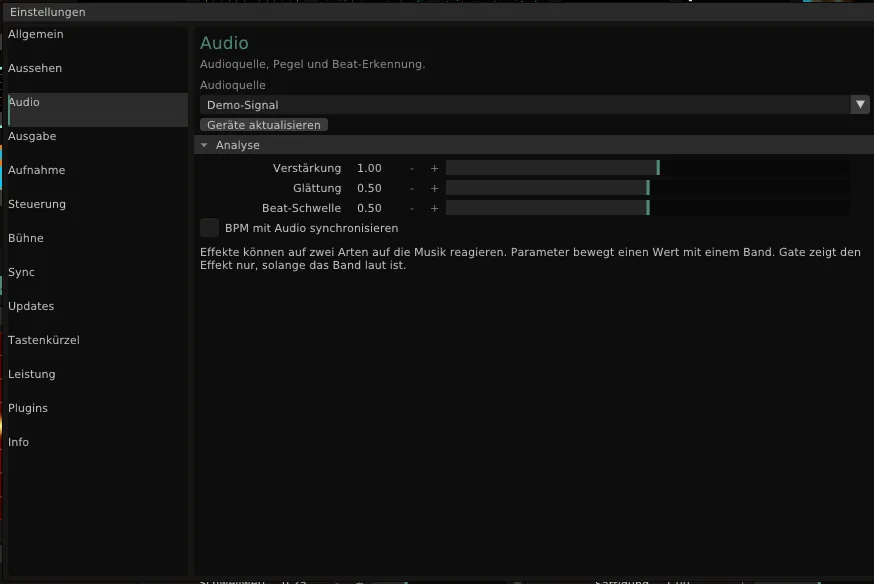 Einstellungen
Allgemein
Aussehen
Audio
Ausgabe
Aufnahme
Steuerung
Bühne
Sync
Updates
Tastenkürzel
Leistung
Plugins
Info
Audio
Audioquelle, Pegel und Beat-Erkennung.
Audioquelle
Demo-Signal
Geräte aktualisieren
Analyse
Verstärkung 1.00 - +
Glättung 0.50 - +
Beat-Schwelle 0.50 - +
BPM mit Audio synchronisieren
Effekte können auf zwei Arten auf die Musik reagieren. Parameter bewegt einen Wert mit einem Band. Gate zeigt den
Effekt nur, solange das Band laut ist.